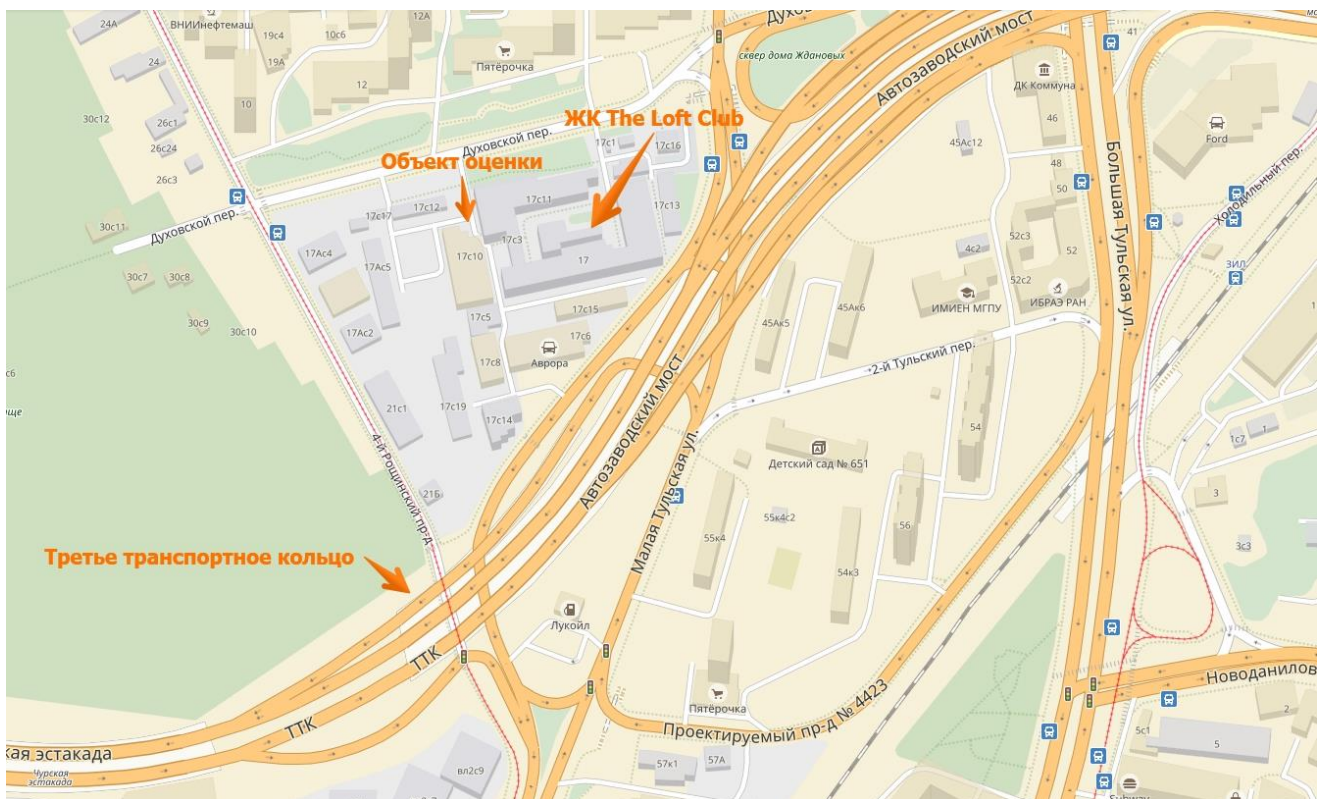 24А
ВНИИнефтемаш
19с4
10с6
12А
24
19А
12
10
Пятёрочка
Духо
сквер дома Ждановых
Автозаводский мост
41
ДК Коммуна
46
Ford
30с12
26с1
26с24
26с3
ЖК The Loft Club
Духовской пер.
17с1
17с16
45Ас12
48
50
Большая Тульская ул.
Холодильный пер.
Объект оценки
17с12
17с11
17с13
17с17
Духовской пер.
30с11
17Ас4
17Ас5
17с3
17с10
17
4с2
52с3
52
52с2
ЗИЛ
30с7
30с8
ИМИЕН МГПУ
ИБРАЭ РАН
30с9
30с10
17Ас2
17с5
17с15
17с6
45Ак5
45Ак6
Аврора
17с8
2-й Тульский пер.
с6
още
21с1
17с19
17с14
Автозаводский мост
54
1с7
1
4-й Рощинский пр-д
Малая Тульская ул.
Детский сад № 651
21Б
3
55к4с2
55к4
56
3с3
Третье транспортное кольцо
54к3
Лукойл
ТТК
Новоданилов
Пятёрочка
Проектируемый пр-д № 4423
2
ТТК
5с1
5
кая эстакада
Чурская
эстакада
вл2с9
57к1
57А
Subway